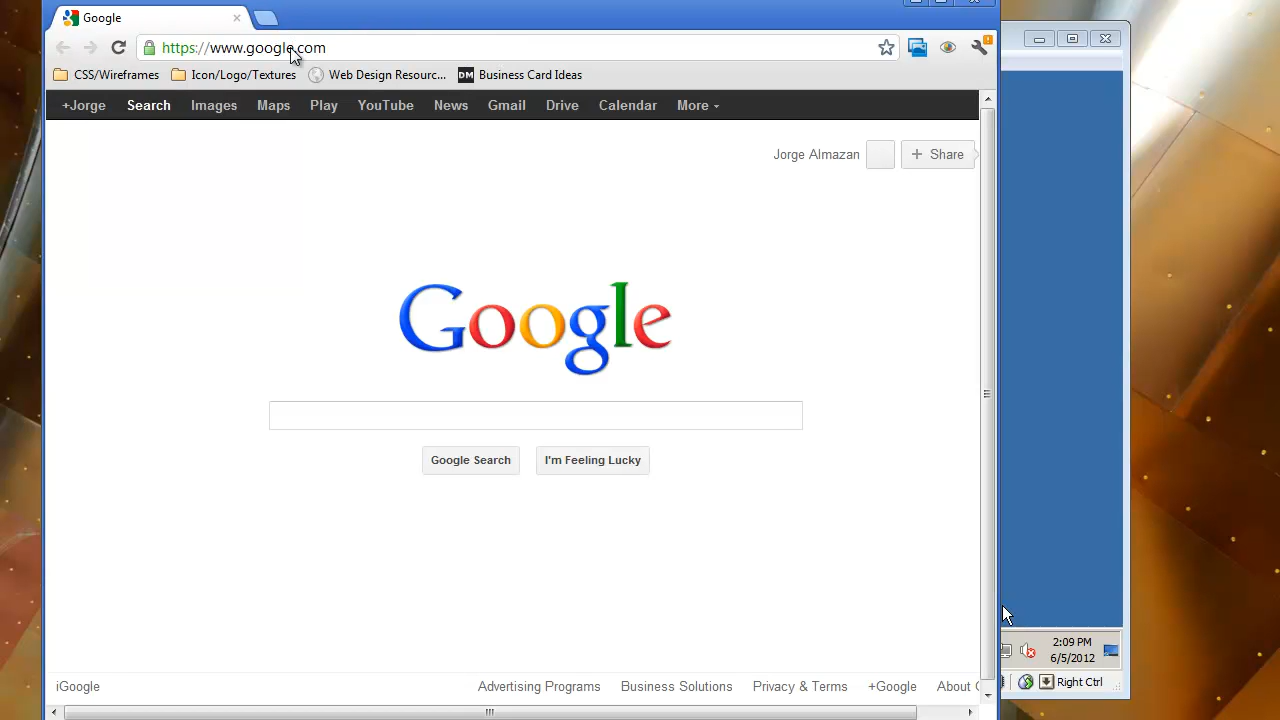 Google
https://www.google.com
CSS/Wireframes Icon/Logo/Textures Web Design Resourc... DM Business Card Ideas
+Jorge Search Images Maps Play YouTube News Gmail Drive Calendar More
Jorge Almazan + Share
Google
Google Search I'm Feeling Lucky
2:09 PM
6/5/2012
Right Ctrl
iGoogle Advertising Programs Business Solutions Privacy & Terms +Google About